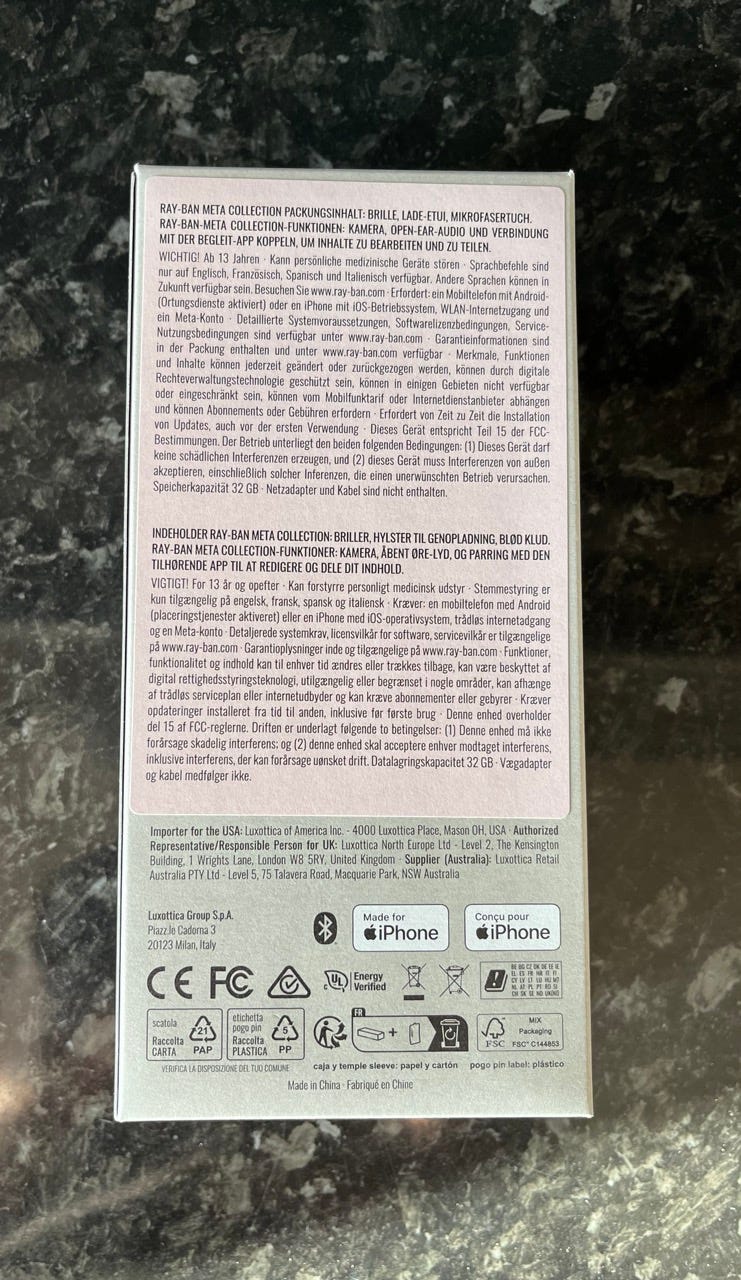 RAY-BAN META COLLECTION PACKUNGSINHALT: BRILLE, LADE-ETUI, MIKROFASERTUCH.
RAY-BAN-META COLLECTION-FUNKTIONEN: KAMERA, OPEN-EAR-AUDIO UND VERBINDUNG
MIT DER BEGLEIT-APP KOPPELN, UM INHALTE ZU BEARBEITEN UND ZU TEILEN.
WICHTIG! Ab 13 Jahren · Kann persönliche medizinische Geräte stören · Sprachbefehle sind
nur auf Englisch, Französisch, Spanisch und Italienisch verfügbar. Andere Sprachen können in
Zukunft verfügbar sein. Besuchen Sie www.ray-ban.com · Erfordert: ein Mobiltelefon mit Android-
(Ortungsdienste aktiviert) oder ein iPhone mit iOS-Betriebssystem, WLAN-Internetzugang und
ein Meta-Konto · Detaillierte Systemvoraussetzungen, Softwarelizenzbedingungen, Service-
Nutzungsbedingungen sind verfügbar unter www.ray-ban.com · Garantieinformationen sind
in der Packung enthalten und unter www.ray-ban.com verfügbar · Merkmale, Funktionen
und Inhalte können jederzeit geändert oder zurückgezogen werden, können durch digitale
Rechteverwaltungstechnologie geschützt sein, können in einigen Gebieten nicht verfügbar
oder eingeschränkt sein, können vom Mobilfunktarif oder Internetdienstanbieter abhängen
und können Abonnements oder Gebühren erfordern · Erfordert von Zeit zu Zeit die Installation
von Updates, auch vor der ersten Verwendung · Dieses Gerät entspricht Teil 15 der FCC-
Bestimmungen. Der Betrieb unterliegt den beiden folgenden Bedingungen: (1) Dieses Gerät darf
keine schädlichen Interferenzen erzeugen, und (2) dieses Gerät muss Interferenzen von außen
akzeptieren, einschließlich solcher Inferenzen, die einen unerwünschten Betrieb verursachen.
Speicherkapazität 32 GB · Netzadapter und Kabel sind nicht enthalten.
INDEHOLDER RAY-BAN META COLLECTION: BRILLER, HYLSTER TIL GENOPLADNING, BLØD KLUD.
RAY-BAN META COLLECTION-FUNKTIONER: KAMERA, ÅBENT ØRE-LYD, OG PARRING MED DEN
TILHØRENDE APP TIL AT REDIGERE OG DELE DIT INDHOLD.
VIGTIGT! For 13 år og opefter · Kan forstyrre personligt medicinsk udstyr · Stemmestyring er
kun tilgængelig på engelsk, fransk, spansk og italiensk · Kræver: en mobiltelefon med Android
(placeringstjenester aktiveret) eller en iPhone med iOS-operativsystem, trådløs internetadgang
og en Meta-konto · Detaljerede systemkrav, licensvilkår for software, servicevilkår er tilgængelige
på www.ray-ban.com · Garantioplysninger inde og tilgængelige på www.ray-ban.com · Funktioner,
funktionalitet og indhold kan til enhver tid ændres eller trækkes tilbage, kan være beskyttet af
digital rettighedsstyringsteknologi, utilgængelig eller begrænset i nogle områder, kan afhænge
af trådløs serviceplan eller internetudbyder og kan kræve abonnementer eller gebyrer · Kræver
opdateringer installeret fra tid til anden, inklusive før første brug · Denne enhed overholder
del 15 af FCC-reglerne. Driften er underlagt følgende to betingelser: (1) Denne enhed må ikke
forårsage skadelig interferens; og (2) denne enhed skal acceptere enhver modtaget interferens,
inklusive interferens, der kan forårsage uønsket drift. Datalagringskapacitet 32 GB · Vægadapter
og kabel medfølger ikke.
Importer for the USA: Luxottica of America Inc. - 4000 Luxottica Place, Mason OH, USA · Authorized
Representative/Responsible Person for UK: Luxottica North Europe Ltd - Level 2, The Kensington
Building, 1 Wrights Lane, London W8 5RY, United Kingdom · Supplier (Australia): Luxottica Retail
Australia PTY Ltd - Level 5, 75 Talavera Road, Macquarie Park, NSW Australia
Luxottica Group S.p.A.
Piazz.le Cadorna 3
20123 Milan, Italy
Made for
iPhone
Conçu pour
iPhone
CE FC
c UL Energy
Verified
scatola
Raccolta
CARTA
21
PAP
etichetta
pogo pin
Raccolta
PLASTICA
5
PP
FR
+
FSC
MIX
Packaging
FSC® C144853
VERIFICA LA DISPOSIZIONE DEL TUO COMUNE
caja y temple sleeve: papel y cartón
pogo pin label: plástico
Made in China · Fabriqué en Chine